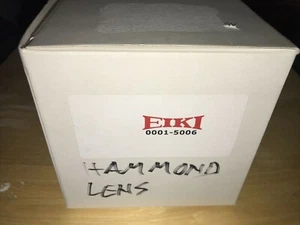 EIKI
0001-5006
HAMMOND
LENS